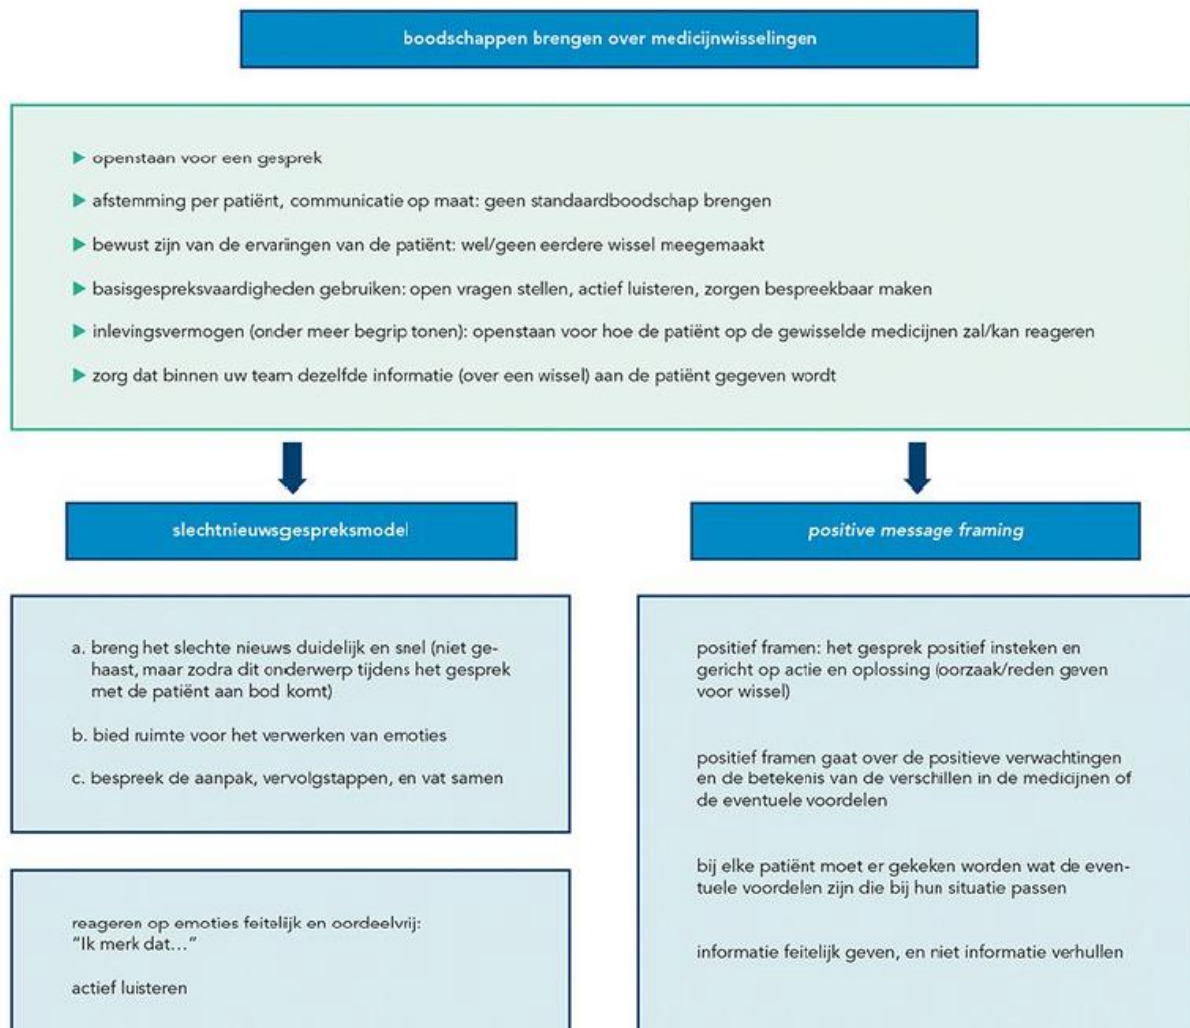 boodschappen brengen over medicijnwisselingen
▶ openstaan voor een gesprek
▶ afstemming per patiënt, communicatie op maat: geen standaardboodschap brengen
▶ bewust zijn van de ervaringen van de patiënt: wel/geen eerdere wissel meegemaakt
▶ basisgespreksvaardigheden gebruiken: open vragen stellen, actief luisteren, zorgen bespreekbaar maken
▶ inlevingsvermogen (onder meer begrip tonen): openstaan voor hoe de patiënt op de gewisselde medicijnen zal/kan reageren
▶ zorg dat binnen uw team dezelfde informatie (over een wissel) aan de patiënt gegeven wordt
slechtnieuwsgespreksmodel
a. breng het slechte nieuws duidelijk en snel (niet ge-
haast, maar zodra dit onderwerp tijdens het gesprek
met de patiënt aan bod komt)
b. bied ruimte voor het verwerken van emoties
c. bespreek de aanpak, vervolgstappen, en vat samen
reageren op emoties feitelijk en oordeelvrij:
"Ik merk dat…"
actief luisteren
positive message framing
positief framen: het gesprek positief insteken en
gericht op actie en oplossing (oorzaak/reden geven
voor wissel)
positief framen gaat over de positieve verwachtingen
en de betekenis van de verschillen in de medicijnen of
de eventuele voordelen
bij elke patiënt moet er gekeken worden wat de even-
tuele voordelen zijn die bij hun situatie passen
informatie feitelijk geven, en niet informatie verhullen